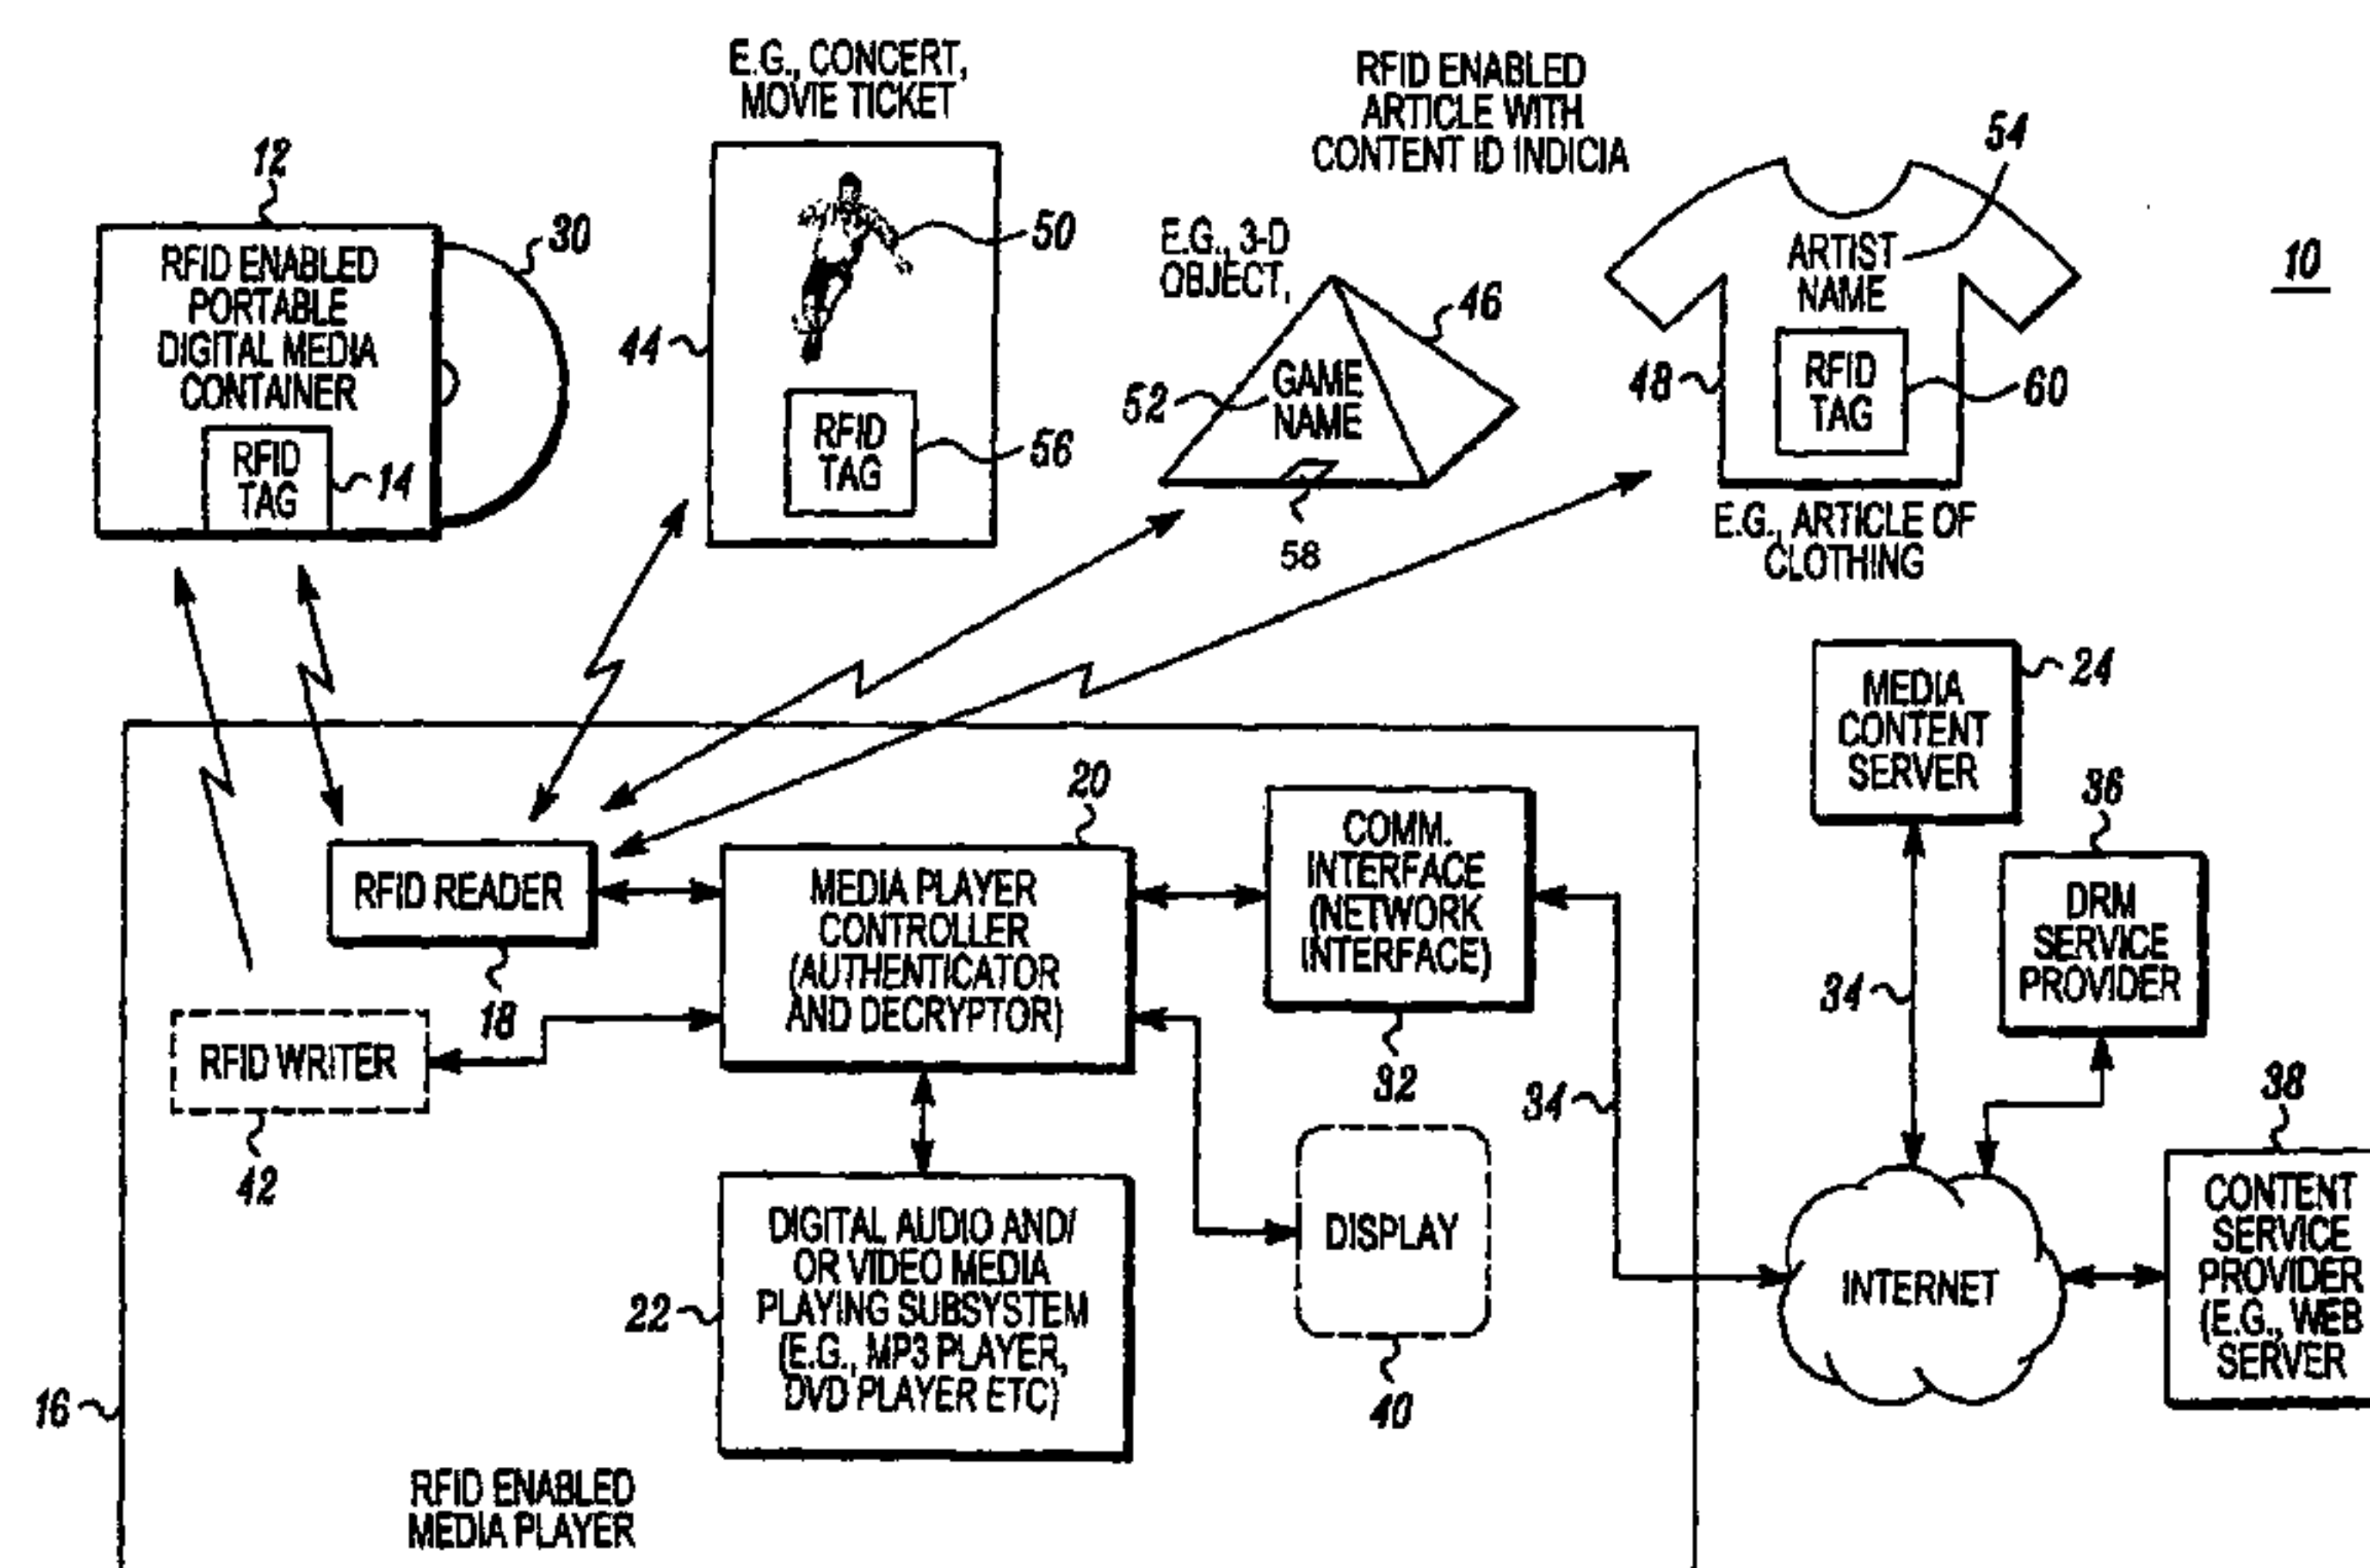 E.G., CONCERT,
MOVIE TICKET
RFID ENABLED
ARTICLE WITH
CONTENT ID INDICIA
12
RFID ENABLED
PORTABLE
DIGITAL MEDIA
CONTAINER
RFID
TAG
14
30
44
50
RFID
TAG
56
E.G., 3-D
OBJECT,
46
52
GAME
NAME
58
54
ARTIST
NAME
48
RFID
TAG
60
E.G., ARTICLE OF
CLOTHING
10
RFID READER
18
RFID WRITER
42
20
MEDIA PLAYER
CONTROLLER
(AUTHENTICATOR
AND DECRYPTOR)
COMM.
INTERFACE
(NETWORK
INTERFACE)
32
22
DIGITAL AUDIO AND/
OR VIDEO MEDIA
PLAYING SUBSYSTEM
(E.G., MP3 PLAYER,
DVD PLAYER ETC)
DISPLAY
40
34
16
RFID ENABLED
MEDIA PLAYER
MEDIA
CONTENT
SERVER
24
34
36
DRM
SERVICE
PROVIDER
INTERNET
38
CONTENT
SERVICE
PROVIDER
(E.G., WEB
SERVER